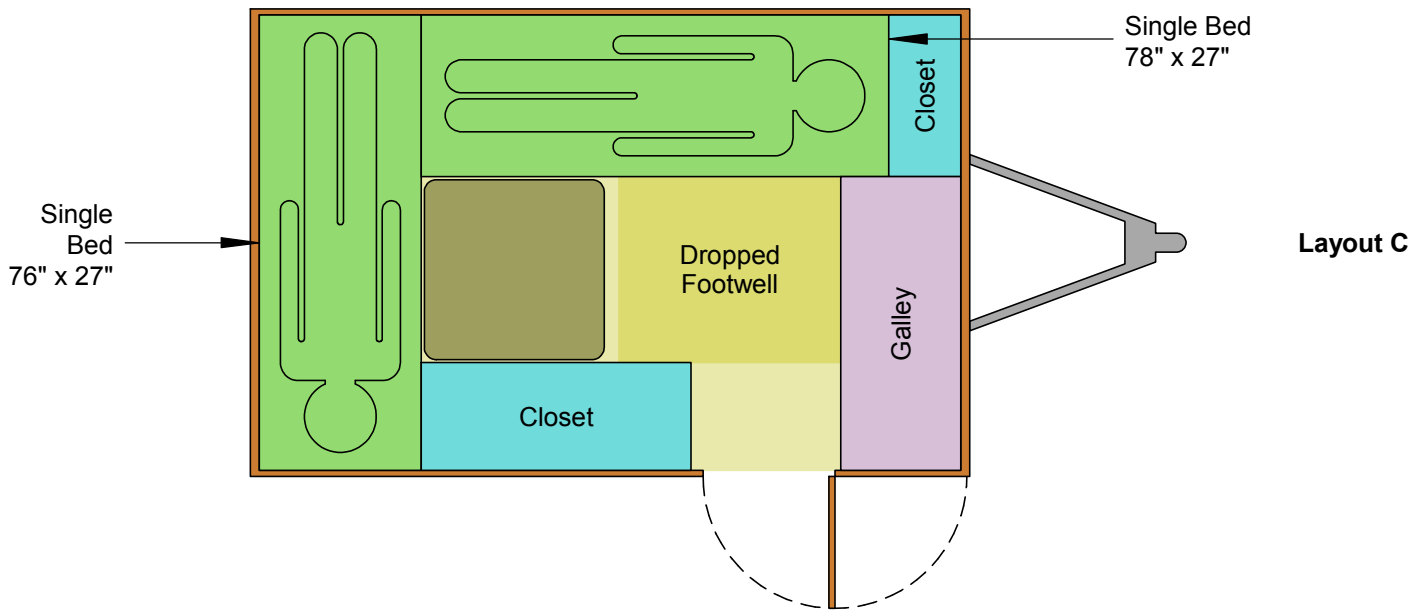 Single Bed
78" x 27"
Closet
Single
Bed
76" x 27"
Dropped
Footwell
Galley
Closet
Layout C